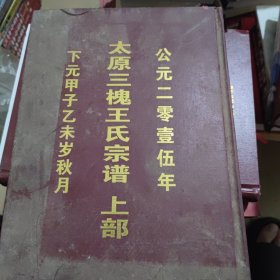 公元二零壹伍年
太原三槐王氏宗谱 上部
下元甲子乙未岁秋月